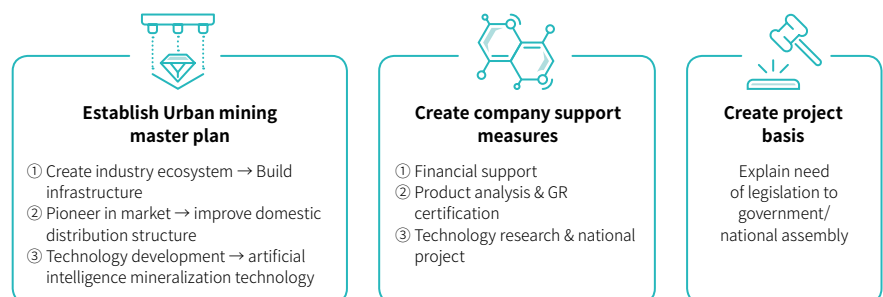 Establish Urban mining
master plan
① Create industry ecosystem → Build
infrastructure
② Pioneer in market → improve domestic
distribution structure
③ Technology development → artificial
intelligence mineralization technology
Create company support
measures
① Financial support
② Product analysis & GR
certification
③ Technology research & national
project
Create project
basis
Explain need
of legislation to
government/
national assembly